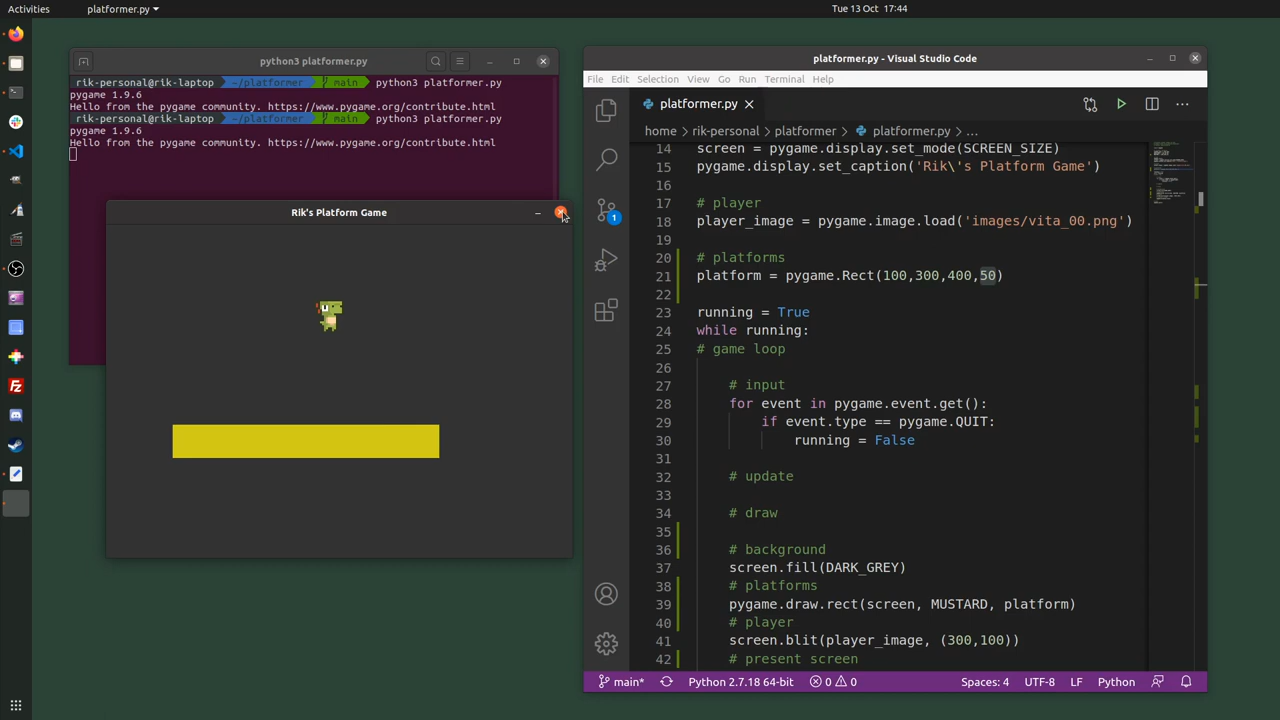 Activities
platformer.py
Tue 13 Oct 17:44
python3 platformer.py
rik-personal@rik-laptop ~/platformer main python3 platformer.py
pygame 1.9.6
Hello from the pygame community. https://www.pygame.org/contribute.html
rik-personal@rik-laptop ~/platformer main python3 platformer.py
pygame 1.9.6
Hello from the pygame community. https://www.pygame.org/contribute.html
Rik's Platform Game
platformer.py - Visual Studio Code
File Edit Selection View Go Run Terminal Help
platformer.py
home › rik-personal › platformer › platformer.py › …
14 screen = pygame.display.set_mode(SCREEN_SIZE)
15 pygame.display.set_caption('Rik\'s Platform Game')
16
17 # player
18 player_image = pygame.image.load('images/vita_00.png')
19
20 # platforms
21 platform = pygame.Rect(100,300,400,50)
22
23 running = True
24 while running:
25 # game loop
26
27 # input
28 for event in pygame.event.get():
29 if event.type == pygame.QUIT:
30 running = False
31
32 # update
33
34 # draw
35
36 # background
37 screen.fill(DARK_GREY)
38 # platforms
39 pygame.draw.rect(screen, MUSTARD, platform)
40 # player
41 screen.blit(player_image, (300,100))
42 # present screen
1
main* Python 2.7.18 64-bit 0 0 Spaces: 4 UTF-8 LF Python